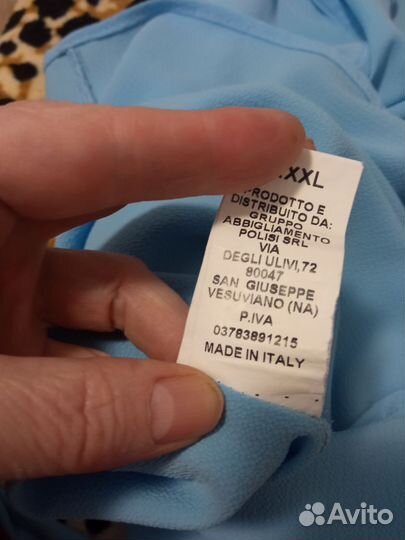 XXL
PRODOTTO E
DISTRIBUITO DA:
GRUPPO
ABBIGLIAMENTO
POLISI SRL
VIA
DEGLI ULIVI,72
80047
SAN GIUSEPPE
VESUVIANO (NA)
P.IVA
03783891215
MADE IN ITALY
Avito